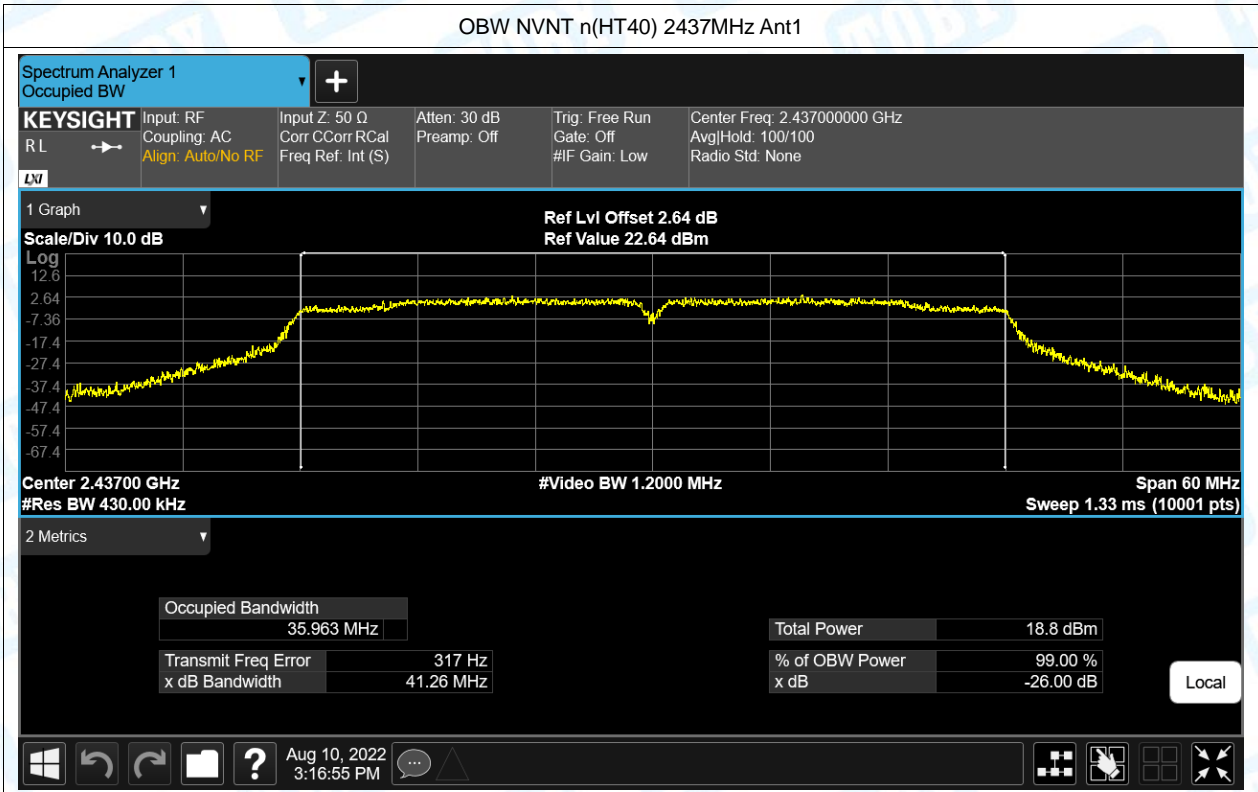 OBW NVNT n(HT40) 2437MHz Ant1
Spectrum Analyzer 1
Occupied BW
KEYSIGHT
RL
LXI
Input: RF
Coupling: AC
Align: Auto/No RF
Input Z: 50 Ω
Corr CCorr RCal
Freq Ref: Int (S)
Atten: 30 dB
Preamp: Off
Trig: Free Run
Gate: Off
#IF Gain: Low
Center Freq: 2.437000000 GHz
Avg|Hold: 100/100
Radio Std: None
1 Graph
Scale/Div 10.0 dB
Ref Lvl Offset 2.64 dB
Ref Value 22.64 dBm
Log
12.6
2.64
-7.36
-17.4
-27.4
-37.4
-47.4
-57.4
-67.4
Center 2.43700 GHz
#Video BW 1.2000 MHz
Span 60 MHz
#Res BW 430.00 kHz
Sweep 1.33 ms (10001 pts)
2 Metrics
Occupied Bandwidth
35.963 MHz
Total Power 18.8 dBm
Transmit Freq Error 317 Hz
% of OBW Power 99.00 %
x dB Bandwidth 41.26 MHz
x dB -26.00 dB
Local
Aug 10, 2022
3:16:55 PM